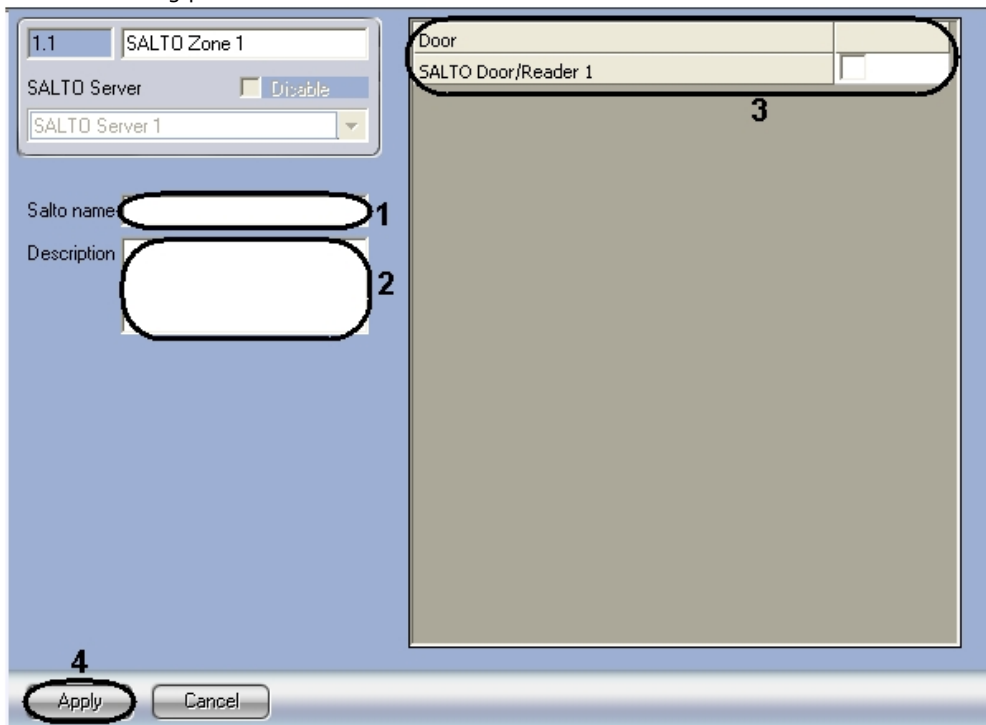 1.1 SALTO Zone 1
SALTO Server Disable
SALTO Server 1
Salto name 1
Description
2
Door
SALTO Door/Reader 1
3
4
Apply Cancel